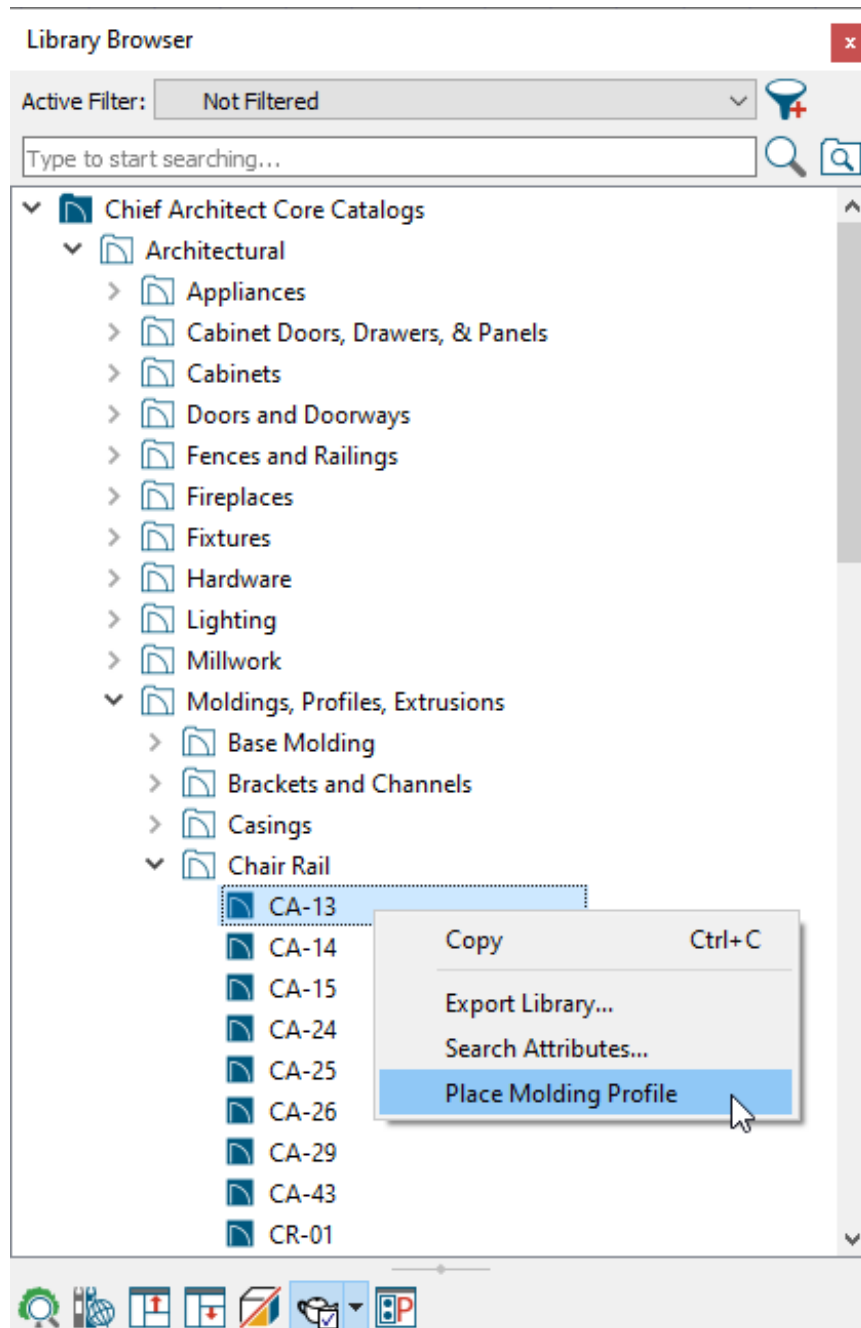 Library Browser
x
Active Filter: Not Filtered
Type to start searching...
Chief Architect Core Catalogs
Architectural
Appliances
Cabinet Doors, Drawers, & Panels
Cabinets
Doors and Doorways
Fences and Railings
Fireplaces
Fixtures
Hardware
Lighting
Millwork
Moldings, Profiles, Extrusions
Base Molding
Brackets and Channels
Casings
Chair Rail
CA-13
CA-14
CA-15
CA-24
CA-25
CA-26
CA-29
CA-43
CR-01
Copy Ctrl+C
Export Library...
Search Attributes...
Place Molding Profile
P